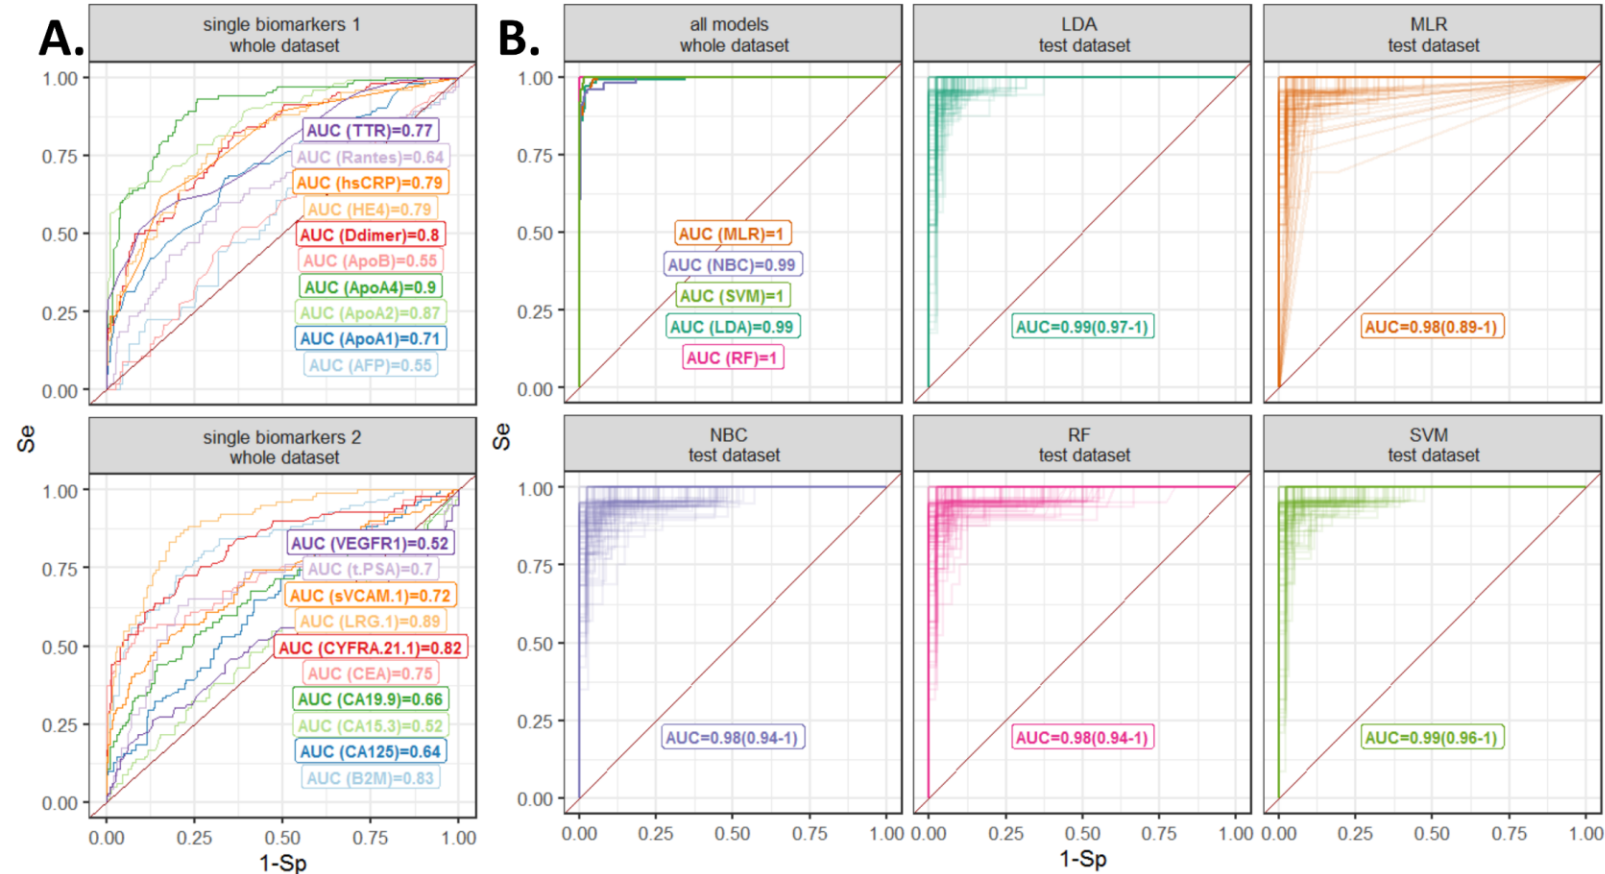 A.
single biomarkers 1
whole dataset
1.00
0.75
0.50
0.25
0.00
AUC (TTR)=0.77
AUC (Rantes)=0.64
AUC (hsCRP)=0.79
AUC (HE4)=0.79
AUC (Ddimer)=0.8
AUC (ApoB)=0.55
AUC (ApoA4)=0.9
AUC (ApoA2)=0.87
AUC (ApoA1)=0.71
AUC (AFP)=0.55
Se
single biomarkers 2
whole dataset
1.00
0.75
0.50
0.25
0.00
AUC (VEGFR1)=0.52
AUC (t.PSA)=0.7
AUC (sVCAM.1)=0.72
AUC (LRG.1)=0.89
AUC (CYFRA.21.1)=0.82
AUC (CEA)=0.75
AUC (CA19.9)=0.66
AUC (CA15.3)=0.52
AUC (CA125)=0.64
AUC (B2M)=0.83
0.00 0.25 0.50 0.75 1.00
1-Sp
B.
all models
whole dataset
1.00
0.75
0.50
0.25
0.00
AUC (MLR)=1
AUC (NBC)=0.99
AUC (SVM)=1
AUC (LDA)=0.99
AUC (RF)=1
LDA
test dataset
AUC=0.99(0.97-1)
MLR
test dataset
AUC=0.98(0.89-1)
Se
NBC
test dataset
1.00
0.75
0.50
0.25
0.00
AUC=0.98(0.94-1)
0.00 0.25 0.50 0.75 1.00
RF
test dataset
AUC=0.98(0.94-1)
0.00 0.25 0.50 0.75 1.00
SVM
test dataset
AUC=0.99(0.96-1)
0.00 0.25 0.50 0.75 1.00
1-Sp